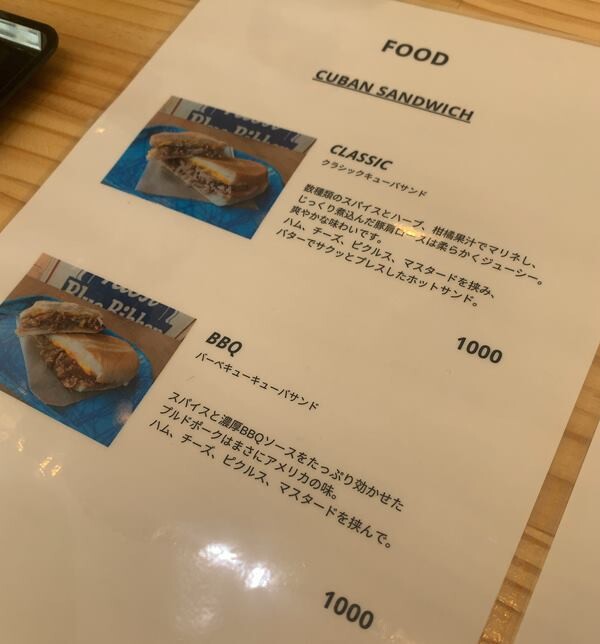 FOOD
CUBAN SANDWICH
CLASSIC
クラシックキューバサンド
数種類のスパイスとハーブ、柑橘果汁でマリネし、
じっくり煮込んだ豚肩ロースは柔らかくジューシー。
爽やかな味わいです。
ハム、チーズ、ピクルス、マスタードを挟み、
バターでサクッとプレスしたホットサンド。
1000
BBQ
バーベキューキューバサンド
スパイスと濃厚BBQソースをたっぷり効かせた
プルドポークはまさにアメリカの味。
ハム、チーズ、ピクルス、マスタードを挟んで。
1000
Blue Ribbon
Blue Ribbon